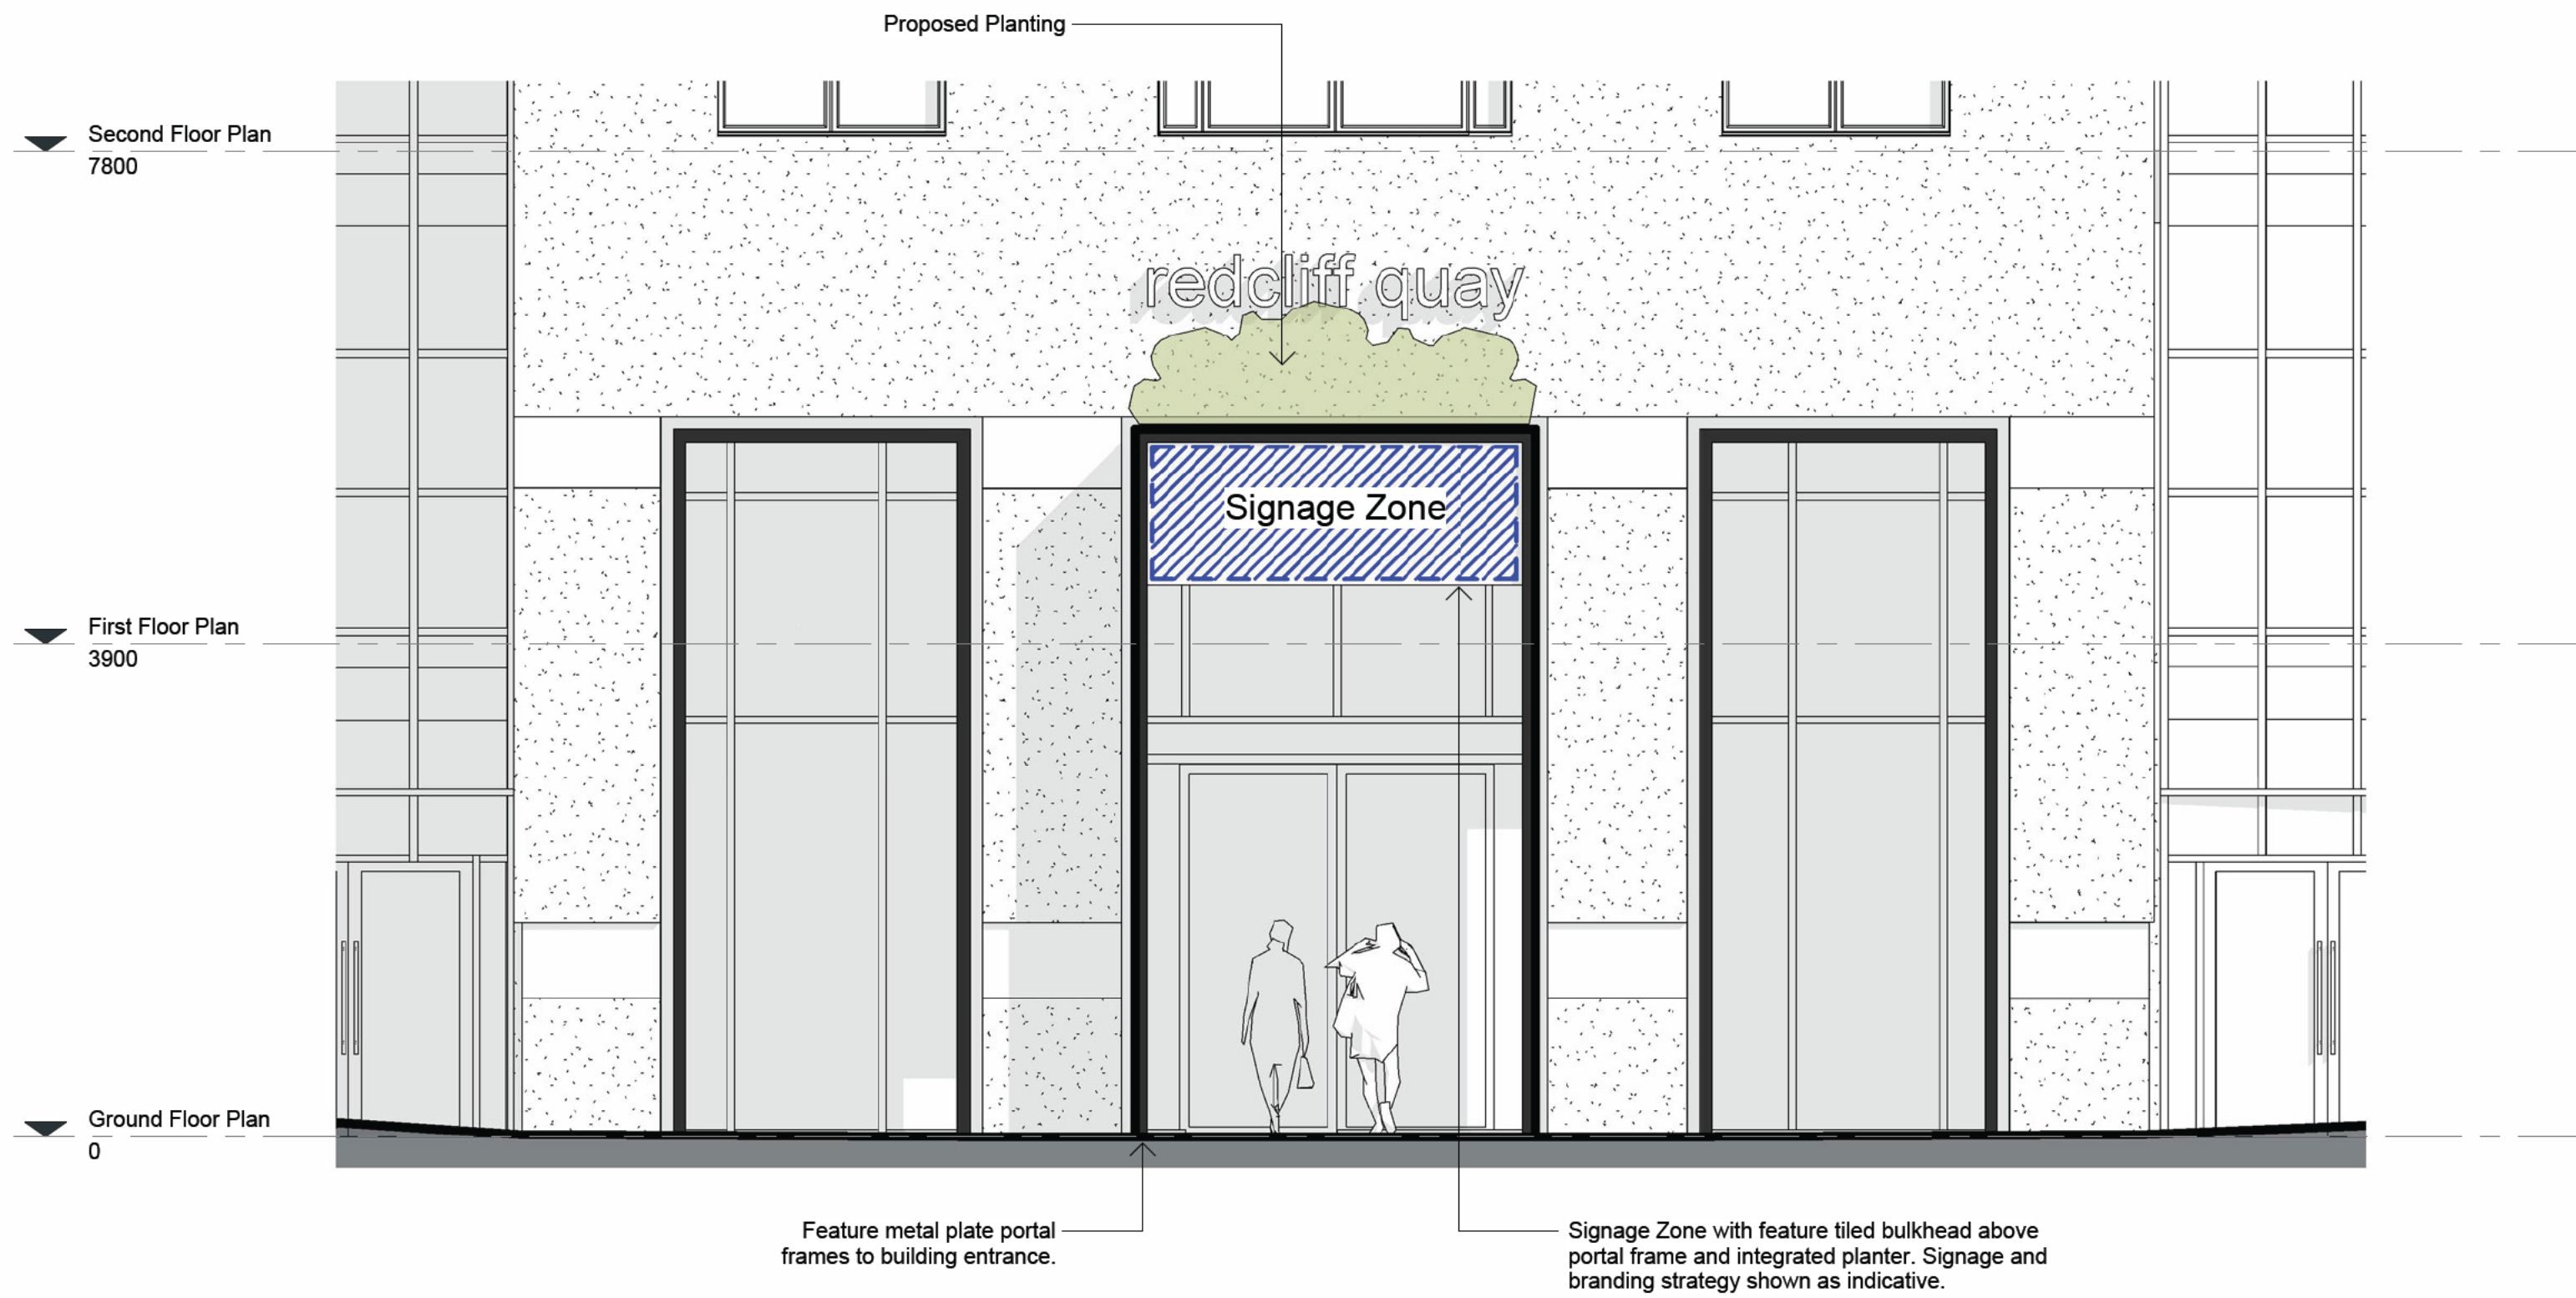 Proposed Planting
Second Floor Plan
7800
redcliff quay
Signage Zone
First Floor Plan
3900
Ground Floor Plan
0
Feature metal plate portal
frames to building entrance.
Signage Zone with feature tiled bulkhead above
portal frame and integrated planter. Signage and
branding strategy shown as indicative.